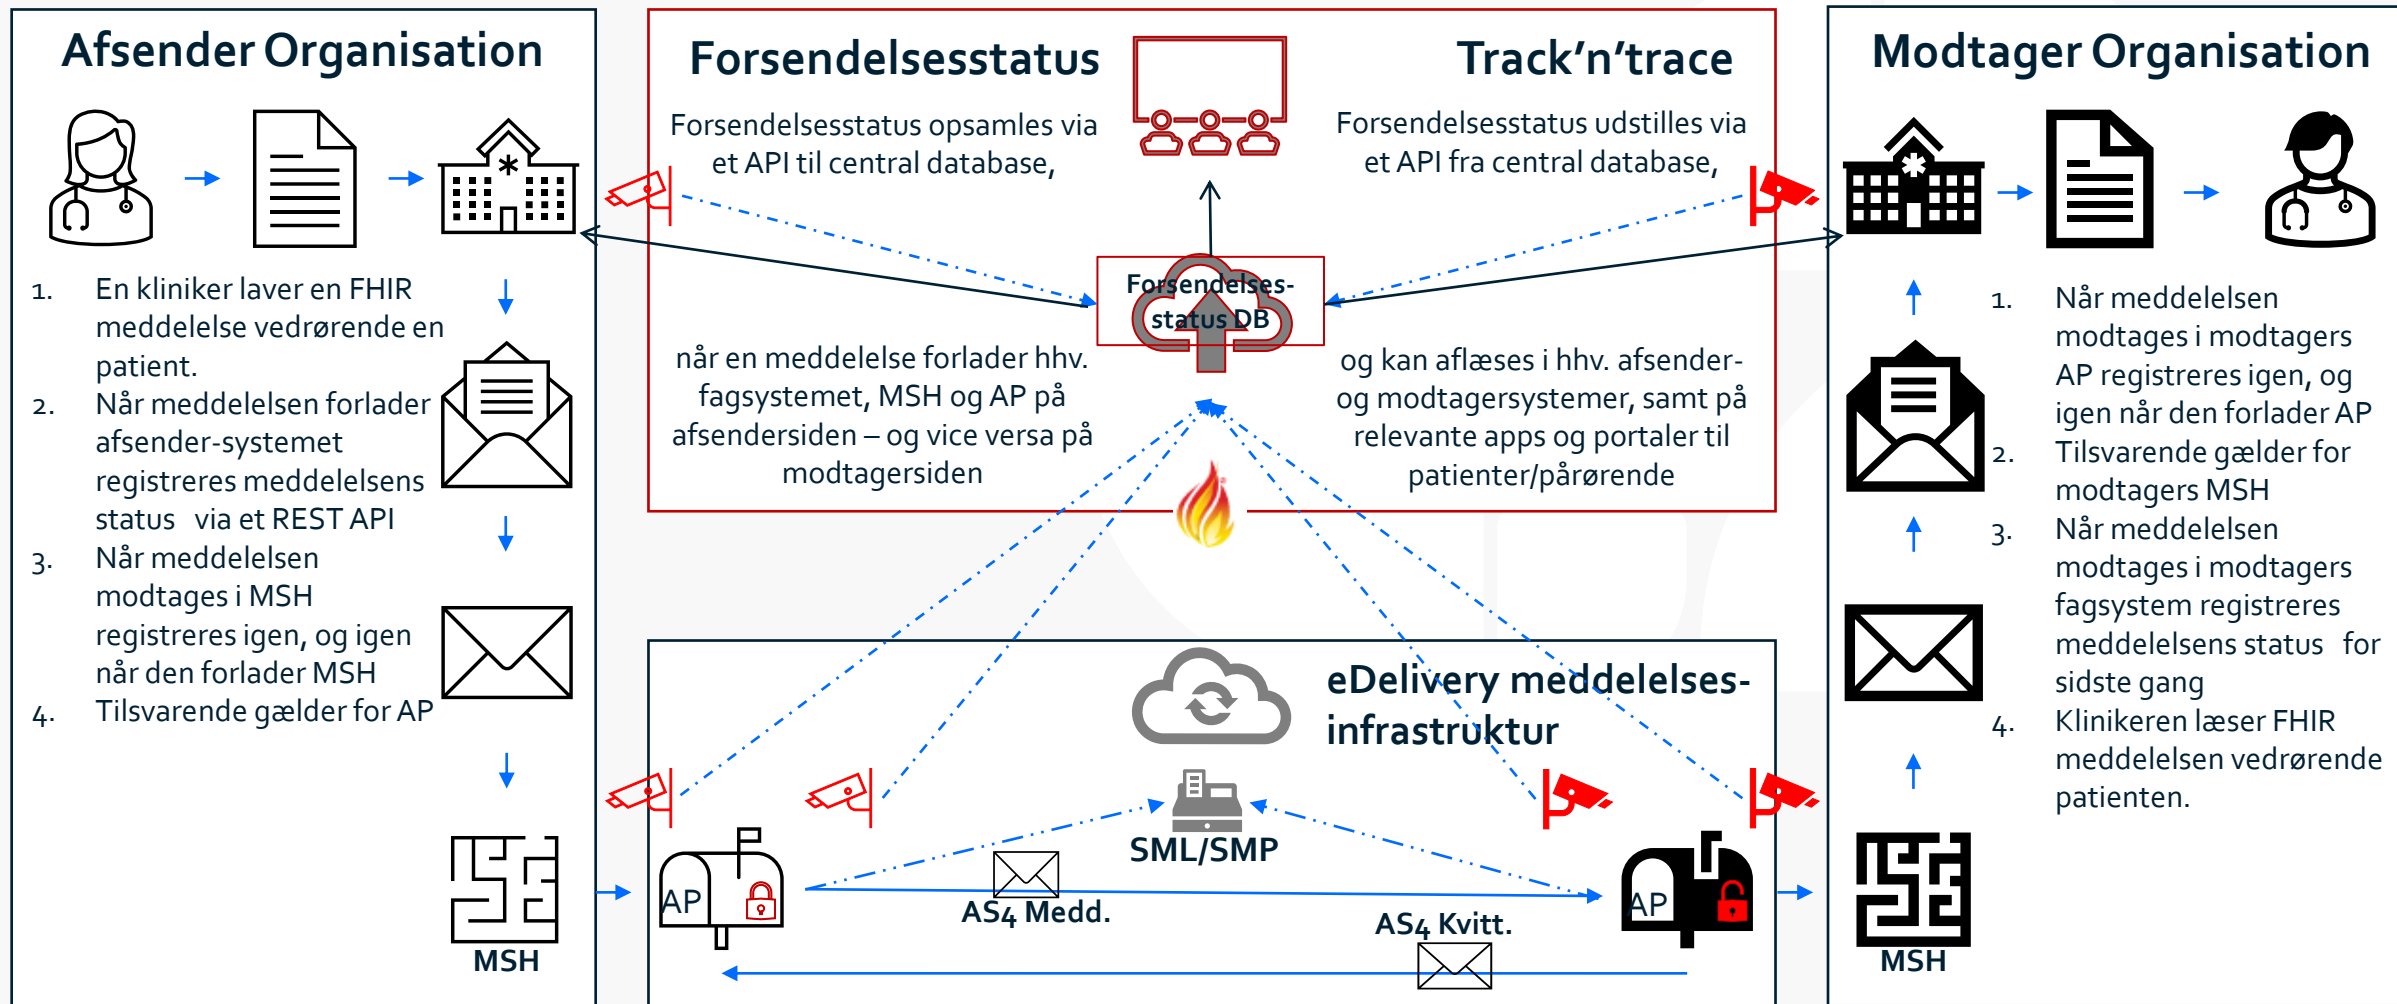 Afsender Organisation
1. En kliniker laver en FHIR
meddelelse vedrørende en
patient.
2. Når meddelelsen forlader
afsender-systemet
registreres meddelelsens
status via et REST API
3. Når meddelelsen
modtages i MSH
registreres igen, og igen
når den forlader MSH
4. Tilsvarende gælder for AP
MSH
Forsendelsesstatus
Forsendelsesstatus opsamles via
et API til central database,
når en meddelelse forlader hhv.
fagsystemet, MSH og AP på
afsendersiden – og vice versa på
modtagersiden
Track’n’trace
Forsendelsesstatus udstilles via
et API fra central database,
og kan aflæses i hhv. afsender-
og modtagersystemer, samt på
relevante apps og portaler til
patienter/pårørende
Forsendelses-
status DB
eDelivery meddelelses-
infrastruktur
SML/SMP
AP
AS4 Medd.
AS4 Kvitt.
AP
Modtager Organisation
1. Når meddelelsen
modtages i modtagers
AP registreres igen, og
igen når den forlader AP
2. Tilsvarende gælder for
modtagers MSH
3. Når meddelelsen
modtages i modtagers
fagsystem registreres
meddelelsens status for
sidste gang
4. Klinikeren læser FHIR
meddelelsen vedrørende
patienten.
MSH